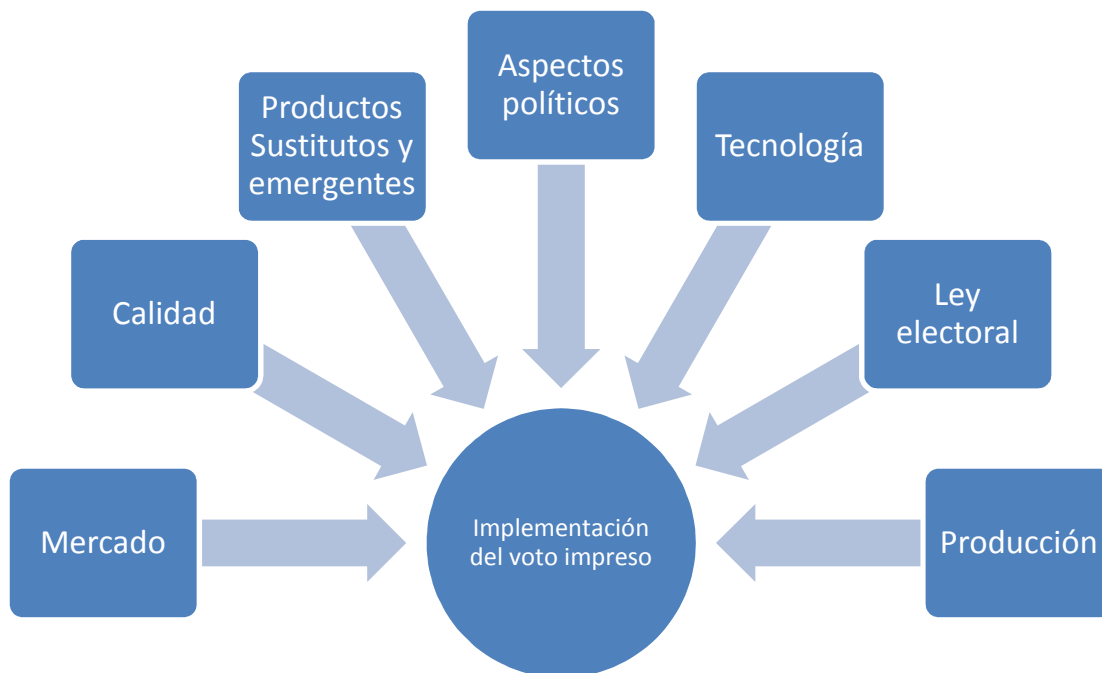 Aspectos
políticos
Productos
Sustitutos y
emergentes
Tecnología
Calidad
Ley
electoral
Mercado
Implementación
del voto impreso
Producción